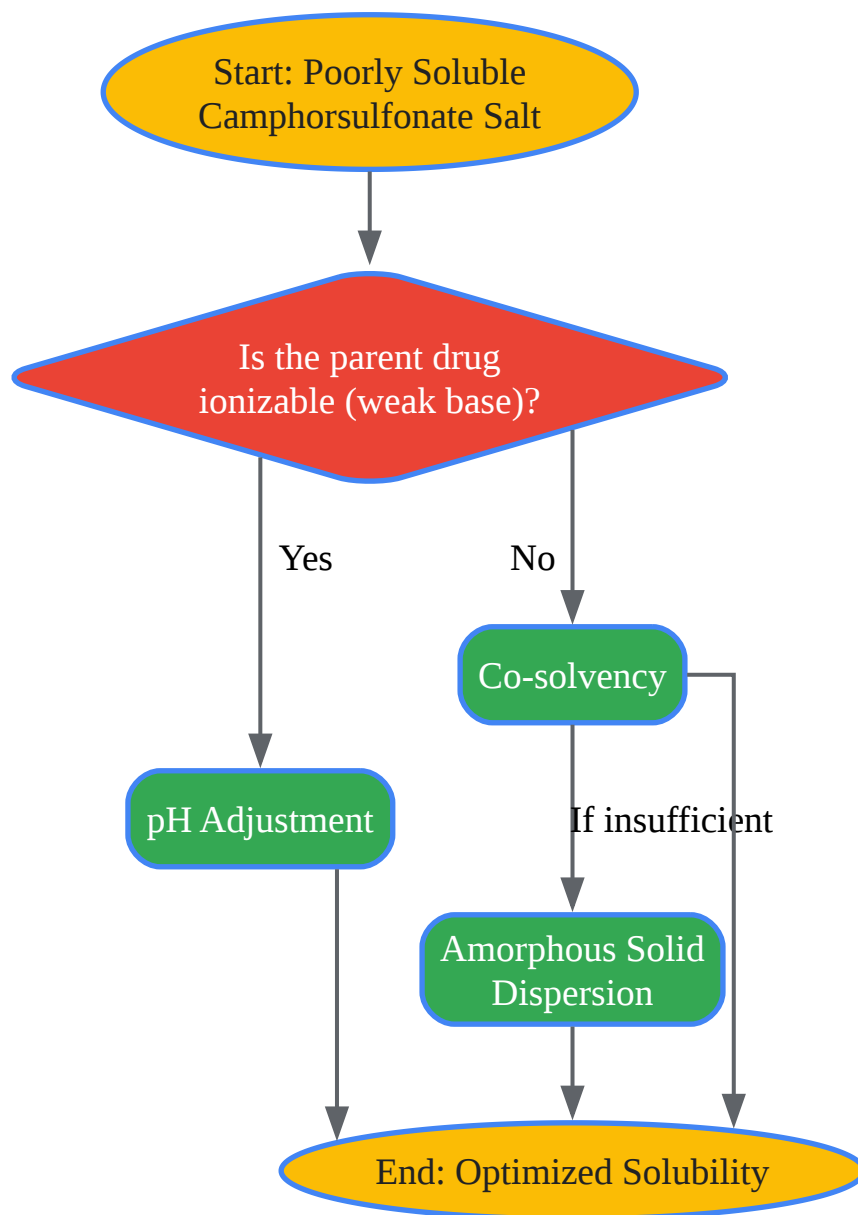 Start: Poorly Soluble
Camphorsulfonate Salt
Is the parent drug
ionizable (weak base)?
Yes
No
Co-solvency
pH Adjustment
If insufficient
Amorphous Solid
Dispersion
End: Optimized Solubility